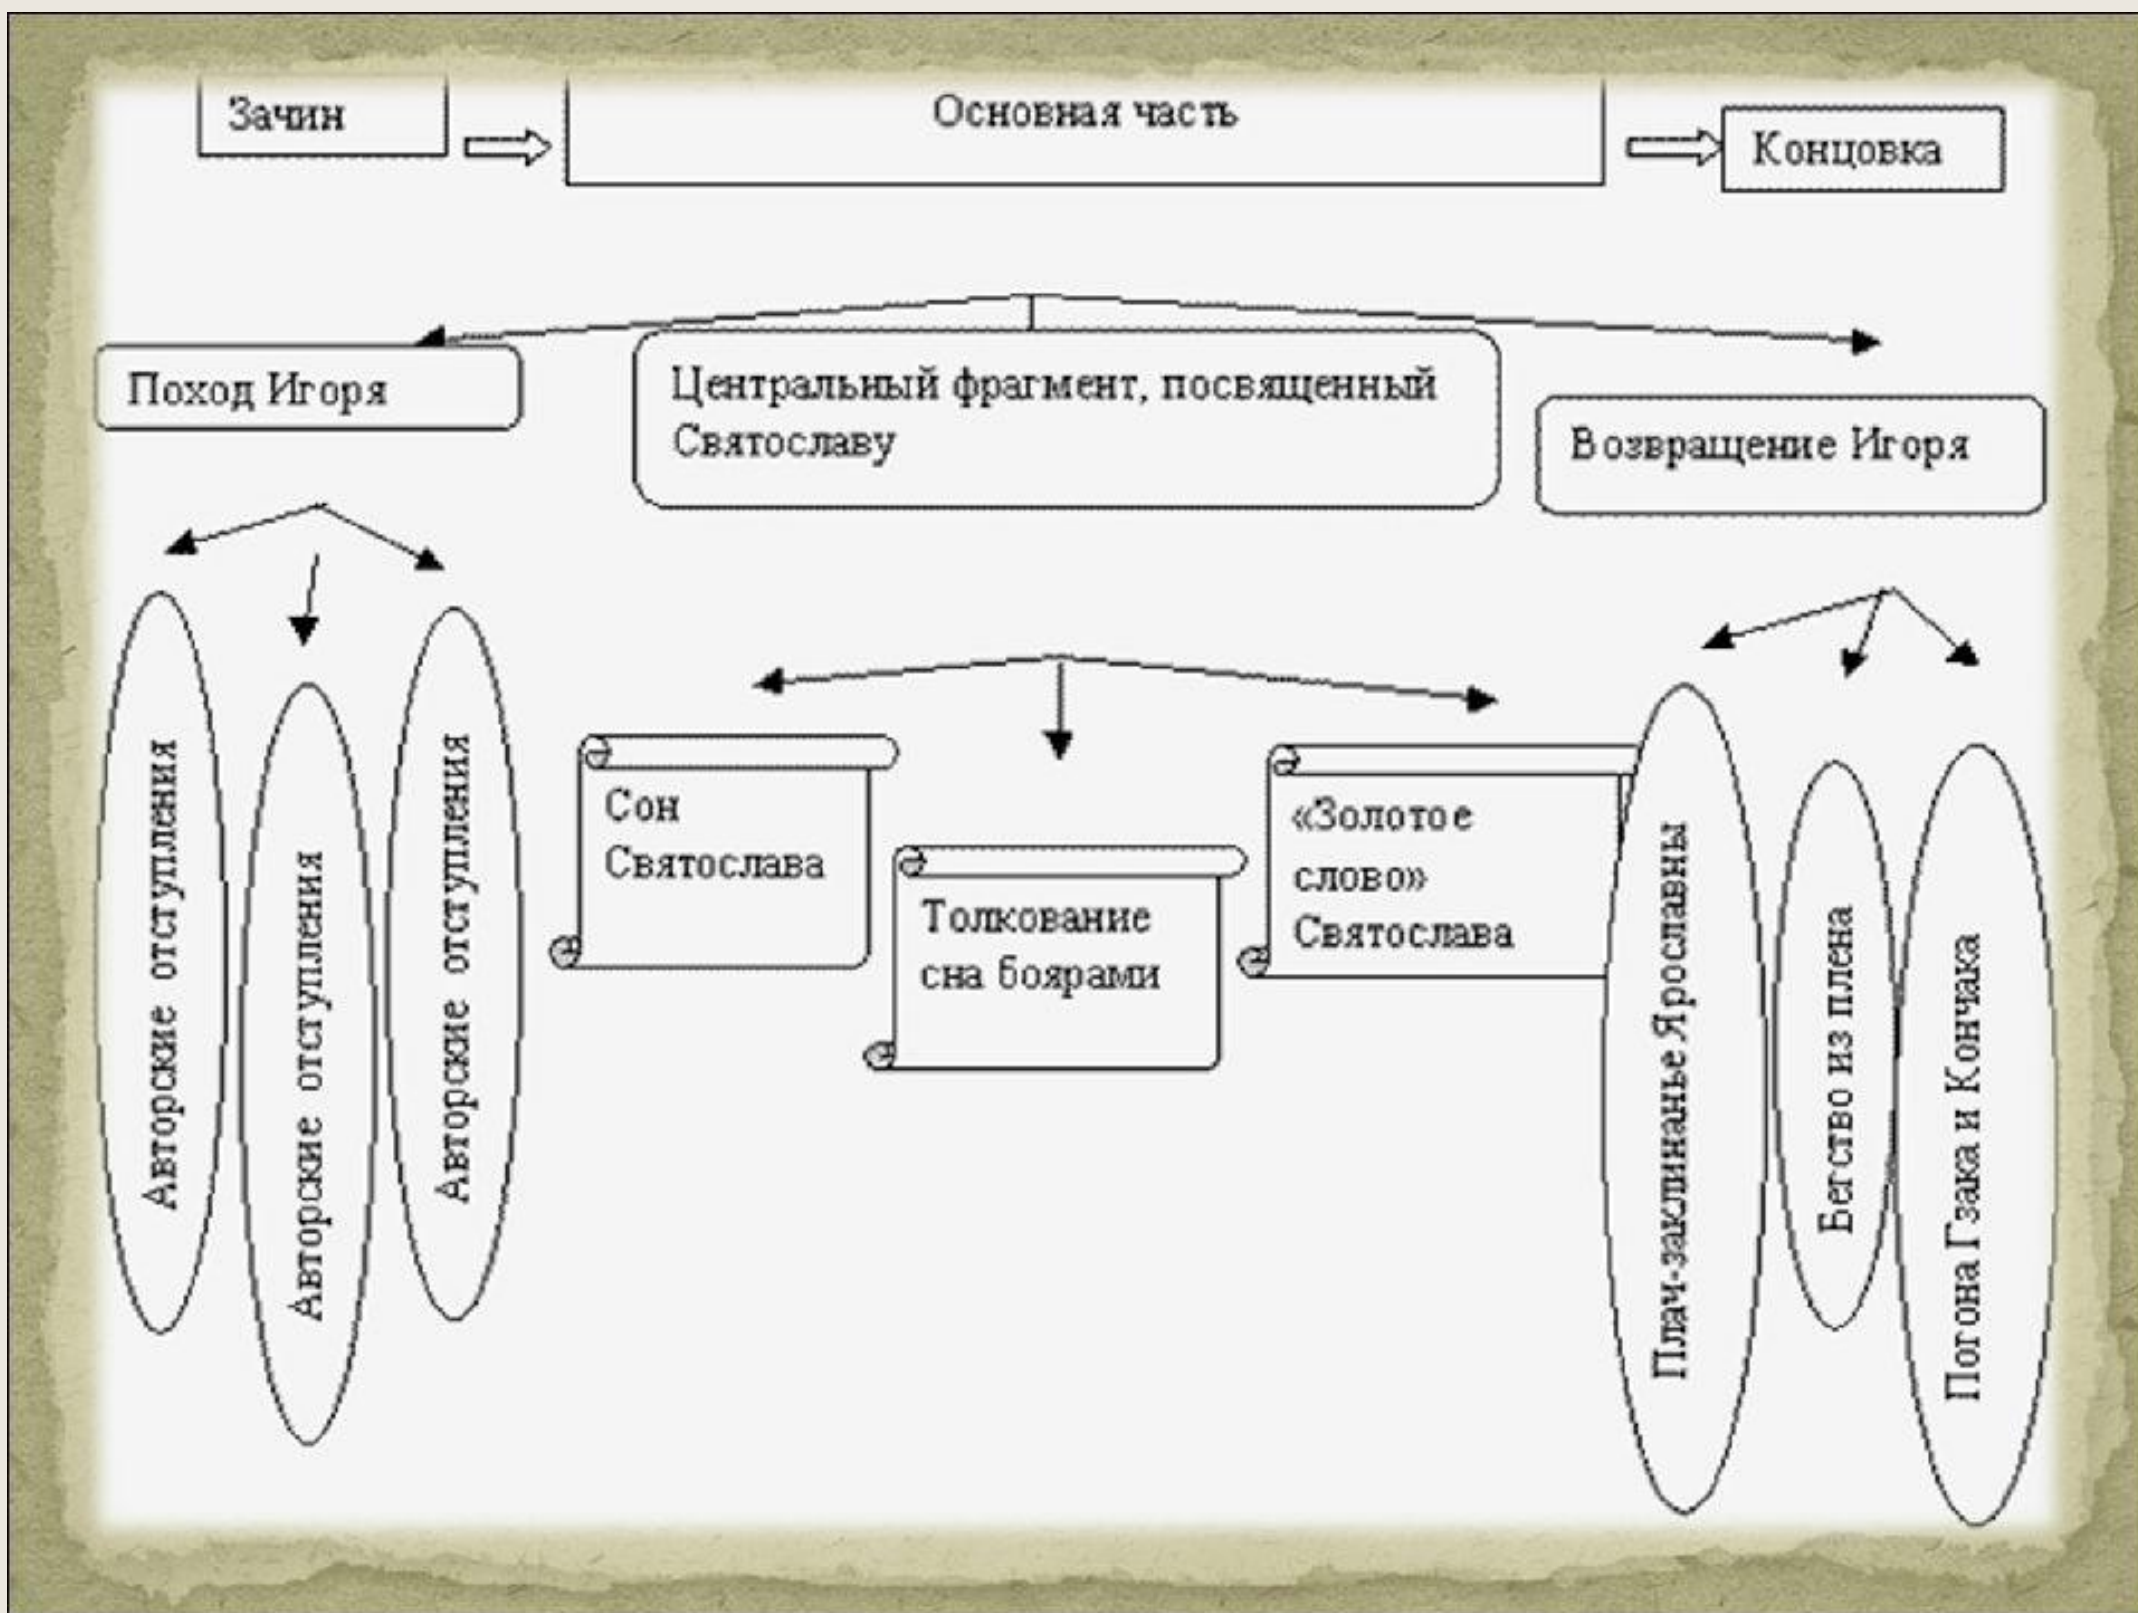 Зачин
Основная часть
Концовка
Поход Игоря
Центральный фрагмент, посвященный
Святославу
Возвращение Игоря
Авторские отступления
Авторские отступления
Авторские отступления
Сон
Святослава
Толкование
сна боярами
«Золотое
слово»
Святослава
Плач-заклинанье Ярославны
Бегство из плена
Погона Гзака и Кончака